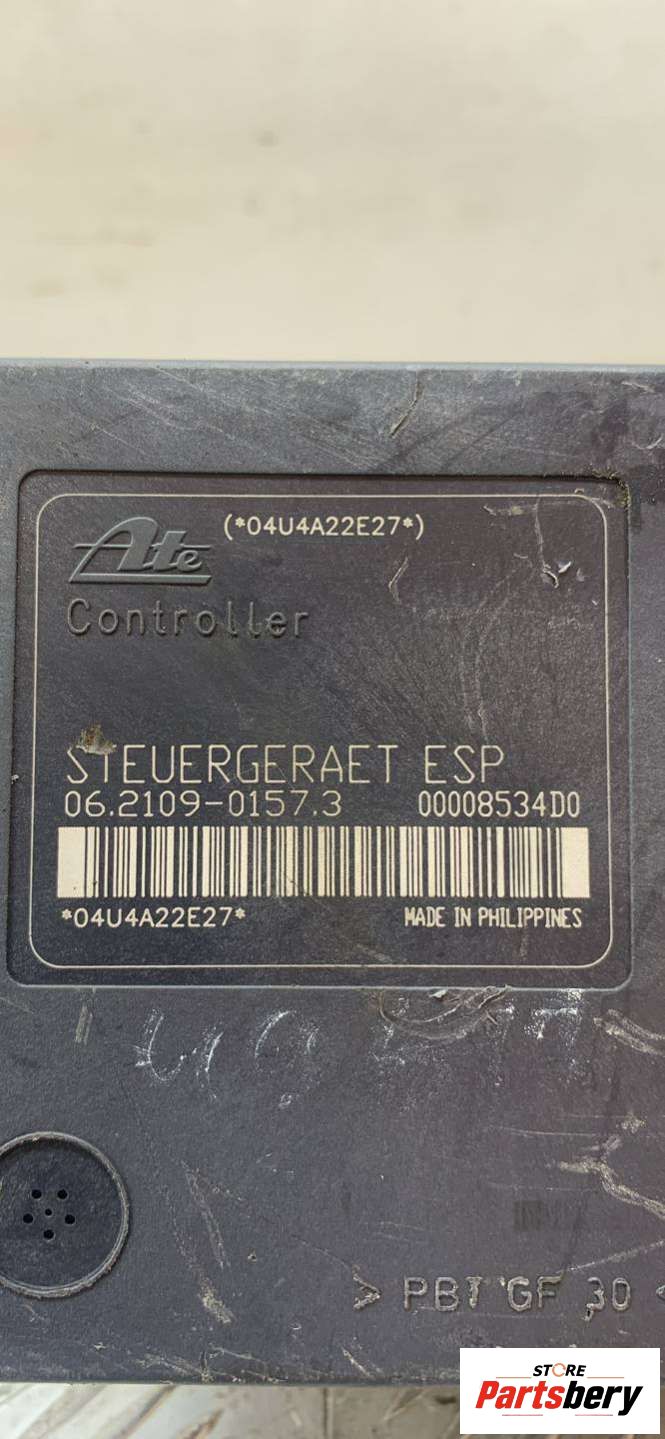 (*04U4A22E27*)
Ate
Controller
STEUERGERAET ESP
06.2109-0157.3 00008534D0
*04U4A22E27* MADE IN PHILIPPINES
> PBT GF 30 <
STORE
Partsbery